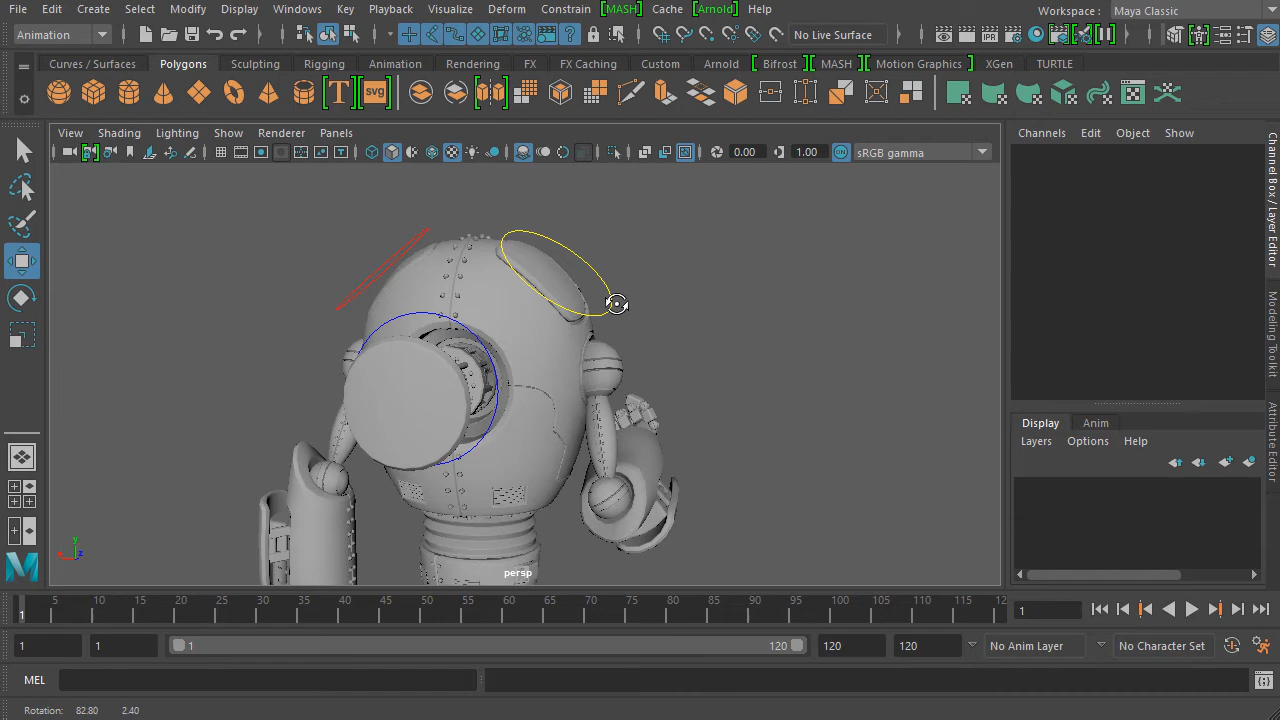 File Edit Create Select Modify Display Windows Key Playback Visualize Deform Constrain [MASH] Cache [Arnold] Help Workspace : Maya Classic
Animation No Live Surface
Curves / Surfaces Polygons Sculpting Rigging Animation Rendering FX FX Caching Custom Arnold Bifrost MASH Motion Graphics XGen TURTLE
T svg
View Shading Lighting Show Renderer Panels Channels Edit Object Show
0.00 1.00 ON sRGB gamma
Channel Box / Layer Editor
Modeling Toolkit
Attribute Editor
Display Anim
Layers Options Help
y
x z
persp
1 5 10 15 20 25 30 35 40 45 50 55 60 65 70 75 80 85 90 95 100 105 110 115 12 1
1 1 1 120 120 120 No Anim Layer No Character Set
MEL
Rotation: 82.80 2.40